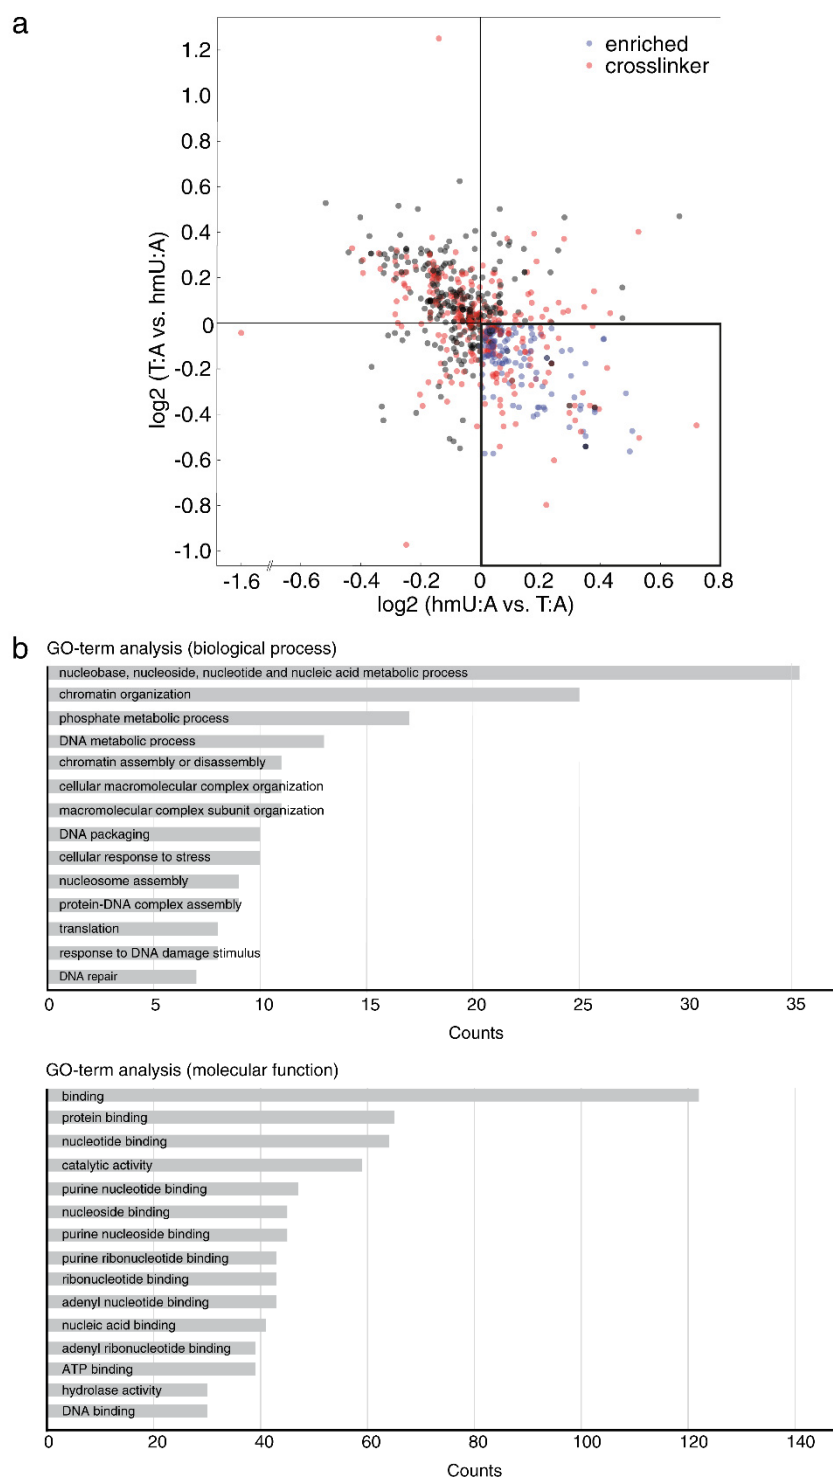 a
enriched
crosslinker
1.2
1.0
0.8
0.6
0.4
0.2
0
-0.2
-0.4
-0.6
-0.8
-1.0
log2 (T:A vs. hmU:A)
-1.6
//
-0.6
-0.4
-0.2
0
0.2
0.4
0.6
0.8
log2 (hmU:A vs. T:A)
b
GO-term analysis (biological process)
nucleobase, nucleoside, nucleotide and nucleic acid metabolic process
chromatin organization
phosphate metabolic process
DNA metabolic process
chromatin assembly or disassembly
cellular macromolecular complex organization
macromolecular complex subunit organization
DNA packaging
cellular response to stress
nucleosome assembly
protein-DNA complex assembly
translation
response to DNA damage stimulus
DNA repair
0
5
10
15
20
25
30
35
Counts
GO-term analysis (molecular function)
binding
protein binding
nucleotide binding
catalytic activity
purine nucleotide binding
nucleoside binding
purine nucleoside binding
purine ribonucleotide binding
ribonucleotide binding
adenyl nucleotide binding
nucleic acid binding
adenyl ribonucleotide binding
ATP binding
hydrolase activity
DNA binding
0
20
40
60
80
100
120
140
Counts